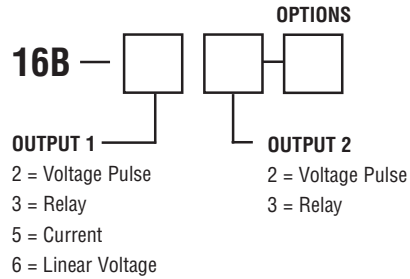 OPTIONS
16B —
OUTPUT 1
2 = Voltage Pulse
3 = Relay
5 = Current
6 = Linear Voltage
OUTPUT 2
2 = Voltage Pulse
3 = Relay